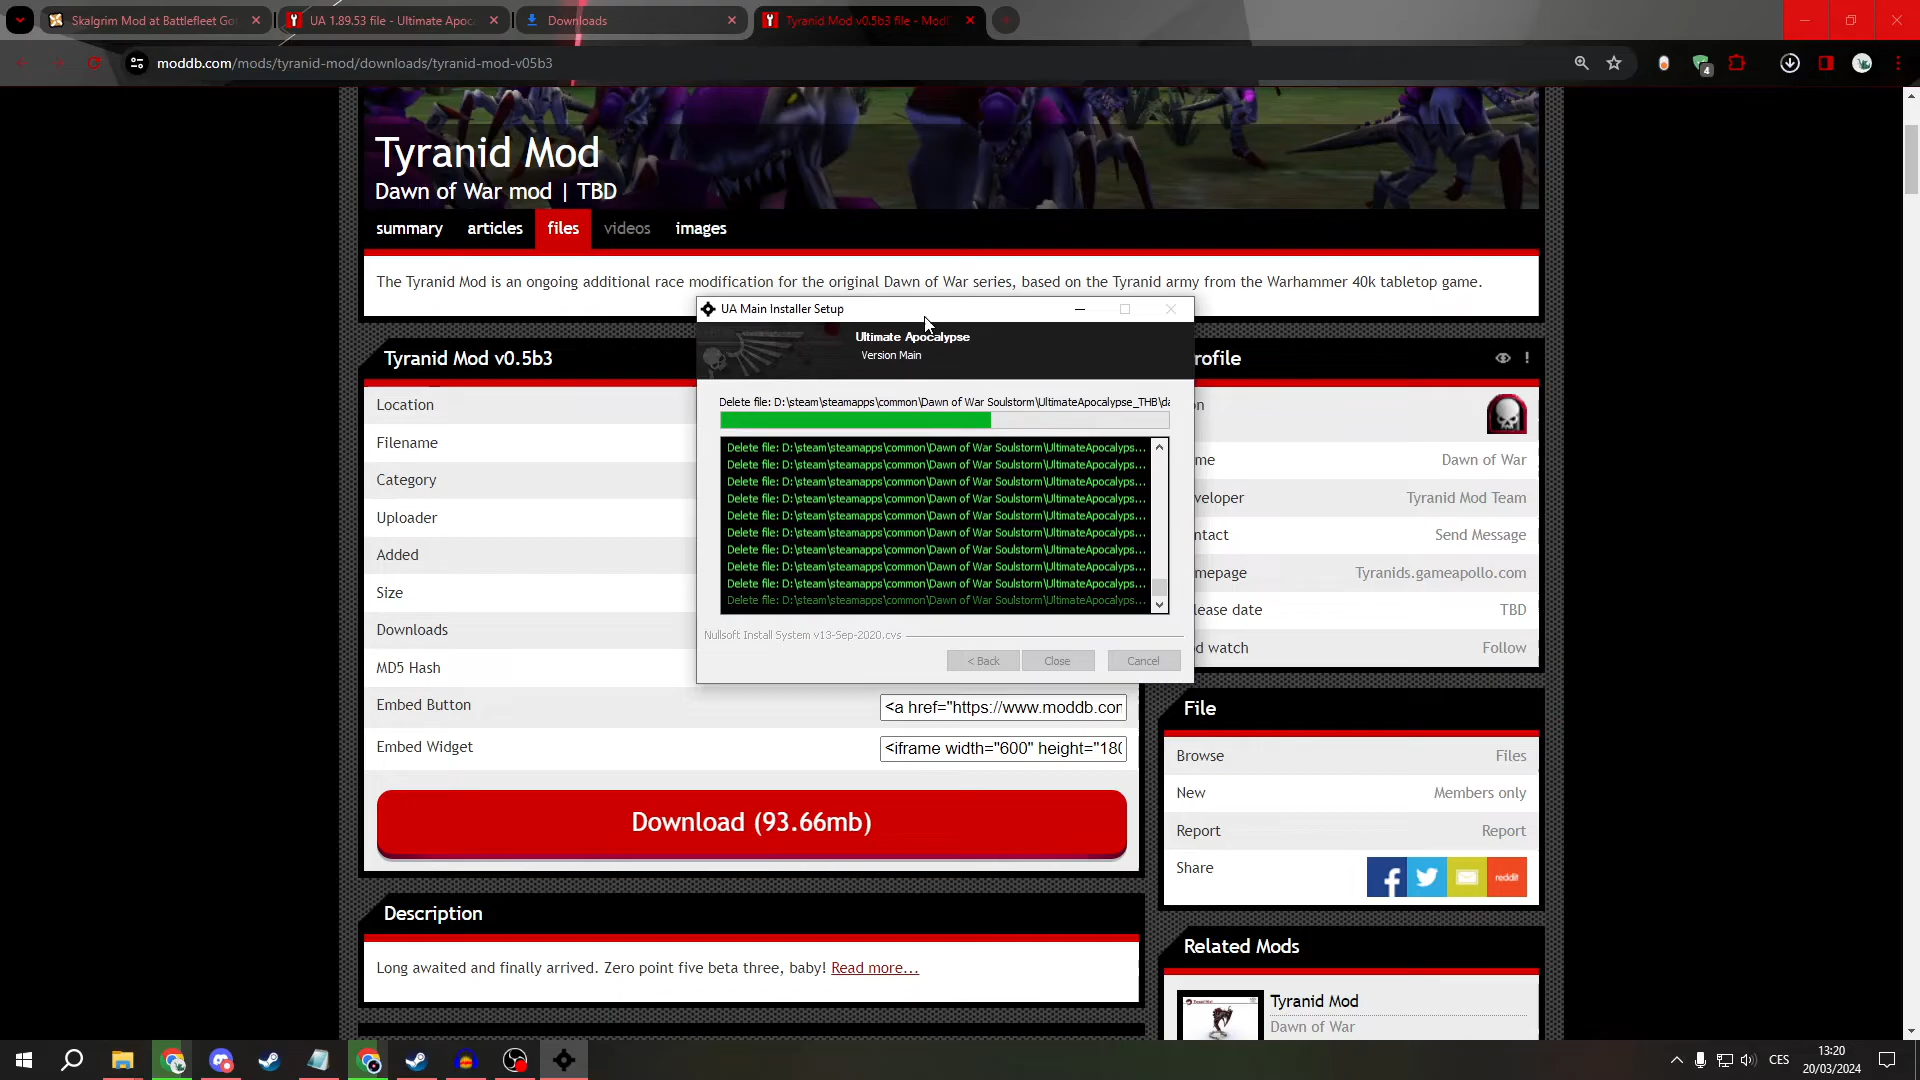 Skalgrim Mod at Battlefleet Go
UA 1.89.53 file - Ultimate Apoc
Downloads
Tyranid Mod v0.5b3 file - Mod
moddb.com/mods/tyranid-mod/downloads/tyranid-mod-v05b3
4
Tyranid Mod
Dawn of War mod | TBD
summary articles files videos images
The Tyranid Mod is an ongoing additional race modification for the original Dawn of War series, based on the Tyranid army from the Warhammer 40k tabletop game.
UA Main Installer Setup
Ultimate Apocalypse
Version Main
Delete file: D:\steam\steamapps\common\Dawn of War Soulstorm\UltimateApocalypse_THB\da
Delete file: D:\steam\steamapps\common\Dawn of War Soulstorm\UltimateApocalyps...
Delete file: D:\steam\steamapps\common\Dawn of War Soulstorm\UltimateApocalyps...
Delete file: D:\steam\steamapps\common\Dawn of War Soulstorm\UltimateApocalyps...
Delete file: D:\steam\steamapps\common\Dawn of War Soulstorm\UltimateApocalyps...
Delete file: D:\steam\steamapps\common\Dawn of War Soulstorm\UltimateApocalyps...
Delete file: D:\steam\steamapps\common\Dawn of War Soulstorm\UltimateApocalyps...
Delete file: D:\steam\steamapps\common\Dawn of War Soulstorm\UltimateApocalyps...
Delete file: D:\steam\steamapps\common\Dawn of War Soulstorm\UltimateApocalyps...
Delete file: D:\steam\steamapps\common\Dawn of War Soulstorm\UltimateApocalyps...
Delete file: D:\steam\steamapps\common\Dawn of War Soulstorm\UltimateApocalyps...
Nullsoft Install System v13-Sep-2020.cvs
< Back Close Cancel
Tyranid Mod v0.5b3
Location
Filename
Category
Uploader
Added
Size
Downloads
MD5 Hash
Embed Button <a href="https://www.moddb.con
Embed Widget <iframe width="600" height="180
Download (93.66mb)
Description
Long awaited and finally arrived. Zero point five beta three, baby! Read more...
rofile
on
me Dawn of War
veloper Tyranid Mod Team
ntact Send Message
mepage Tyranids.gameapollo.com
lease date TBD
d watch Follow
File
Browse Files
New Members only
Report Report
Share reddit
Related Mods
Tyranid Mod
Dawn of War
CES
13:20
20/03/2024